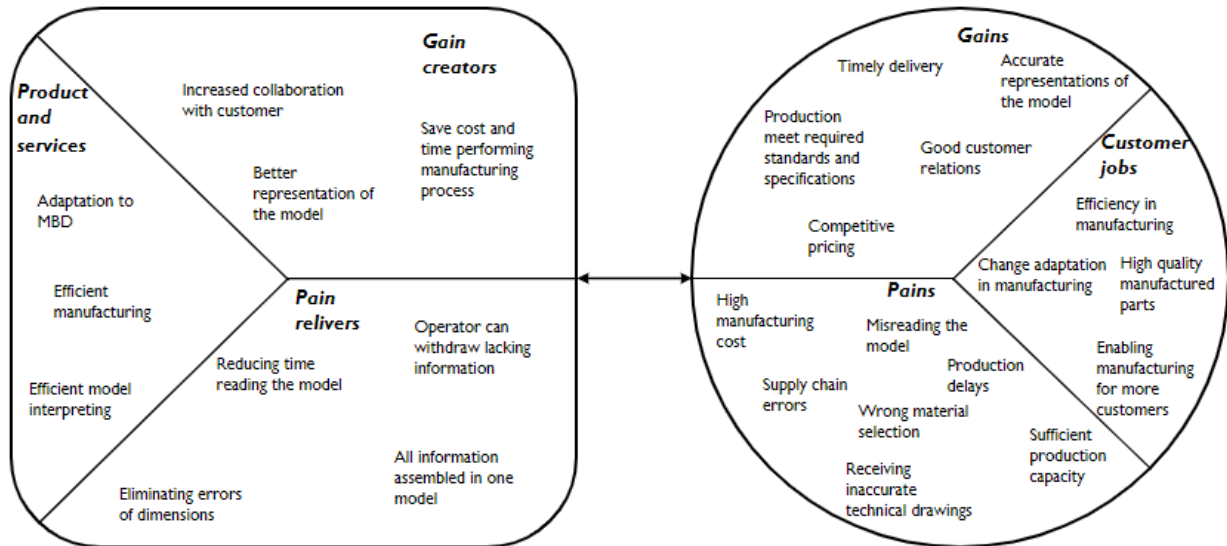 Product
and
services
Adaptation to
MBD
Efficient
manufacturing
Efficient model
interpreting
Gain
creators
Increased collaboration
with customer
Save cost and
time performing
manufacturing
process
Better
representation of
the model
Pain
relivers
Operator can
withdraw lacking
information
Reducing time
reading the model
All information
assembled in one
model
Eliminating errors
of dimensions
Gains
Timely delivery
Accurate
representations of
the model
Production
meet required
standards and
specifications
Good customer
relations
Competitive
pricing
Customer
jobs
Efficiency in
manufacturing
Change adaptation
in manufacturing
High quality
manufactured
parts
Enabling
manufacturing
for more
customers
Sufficient
production
capacity
Pains
High
manufacturing
cost
Misreading the
model
Production
delays
Supply chain
errors
Wrong material
selection
Receiving
inaccurate
technical drawings